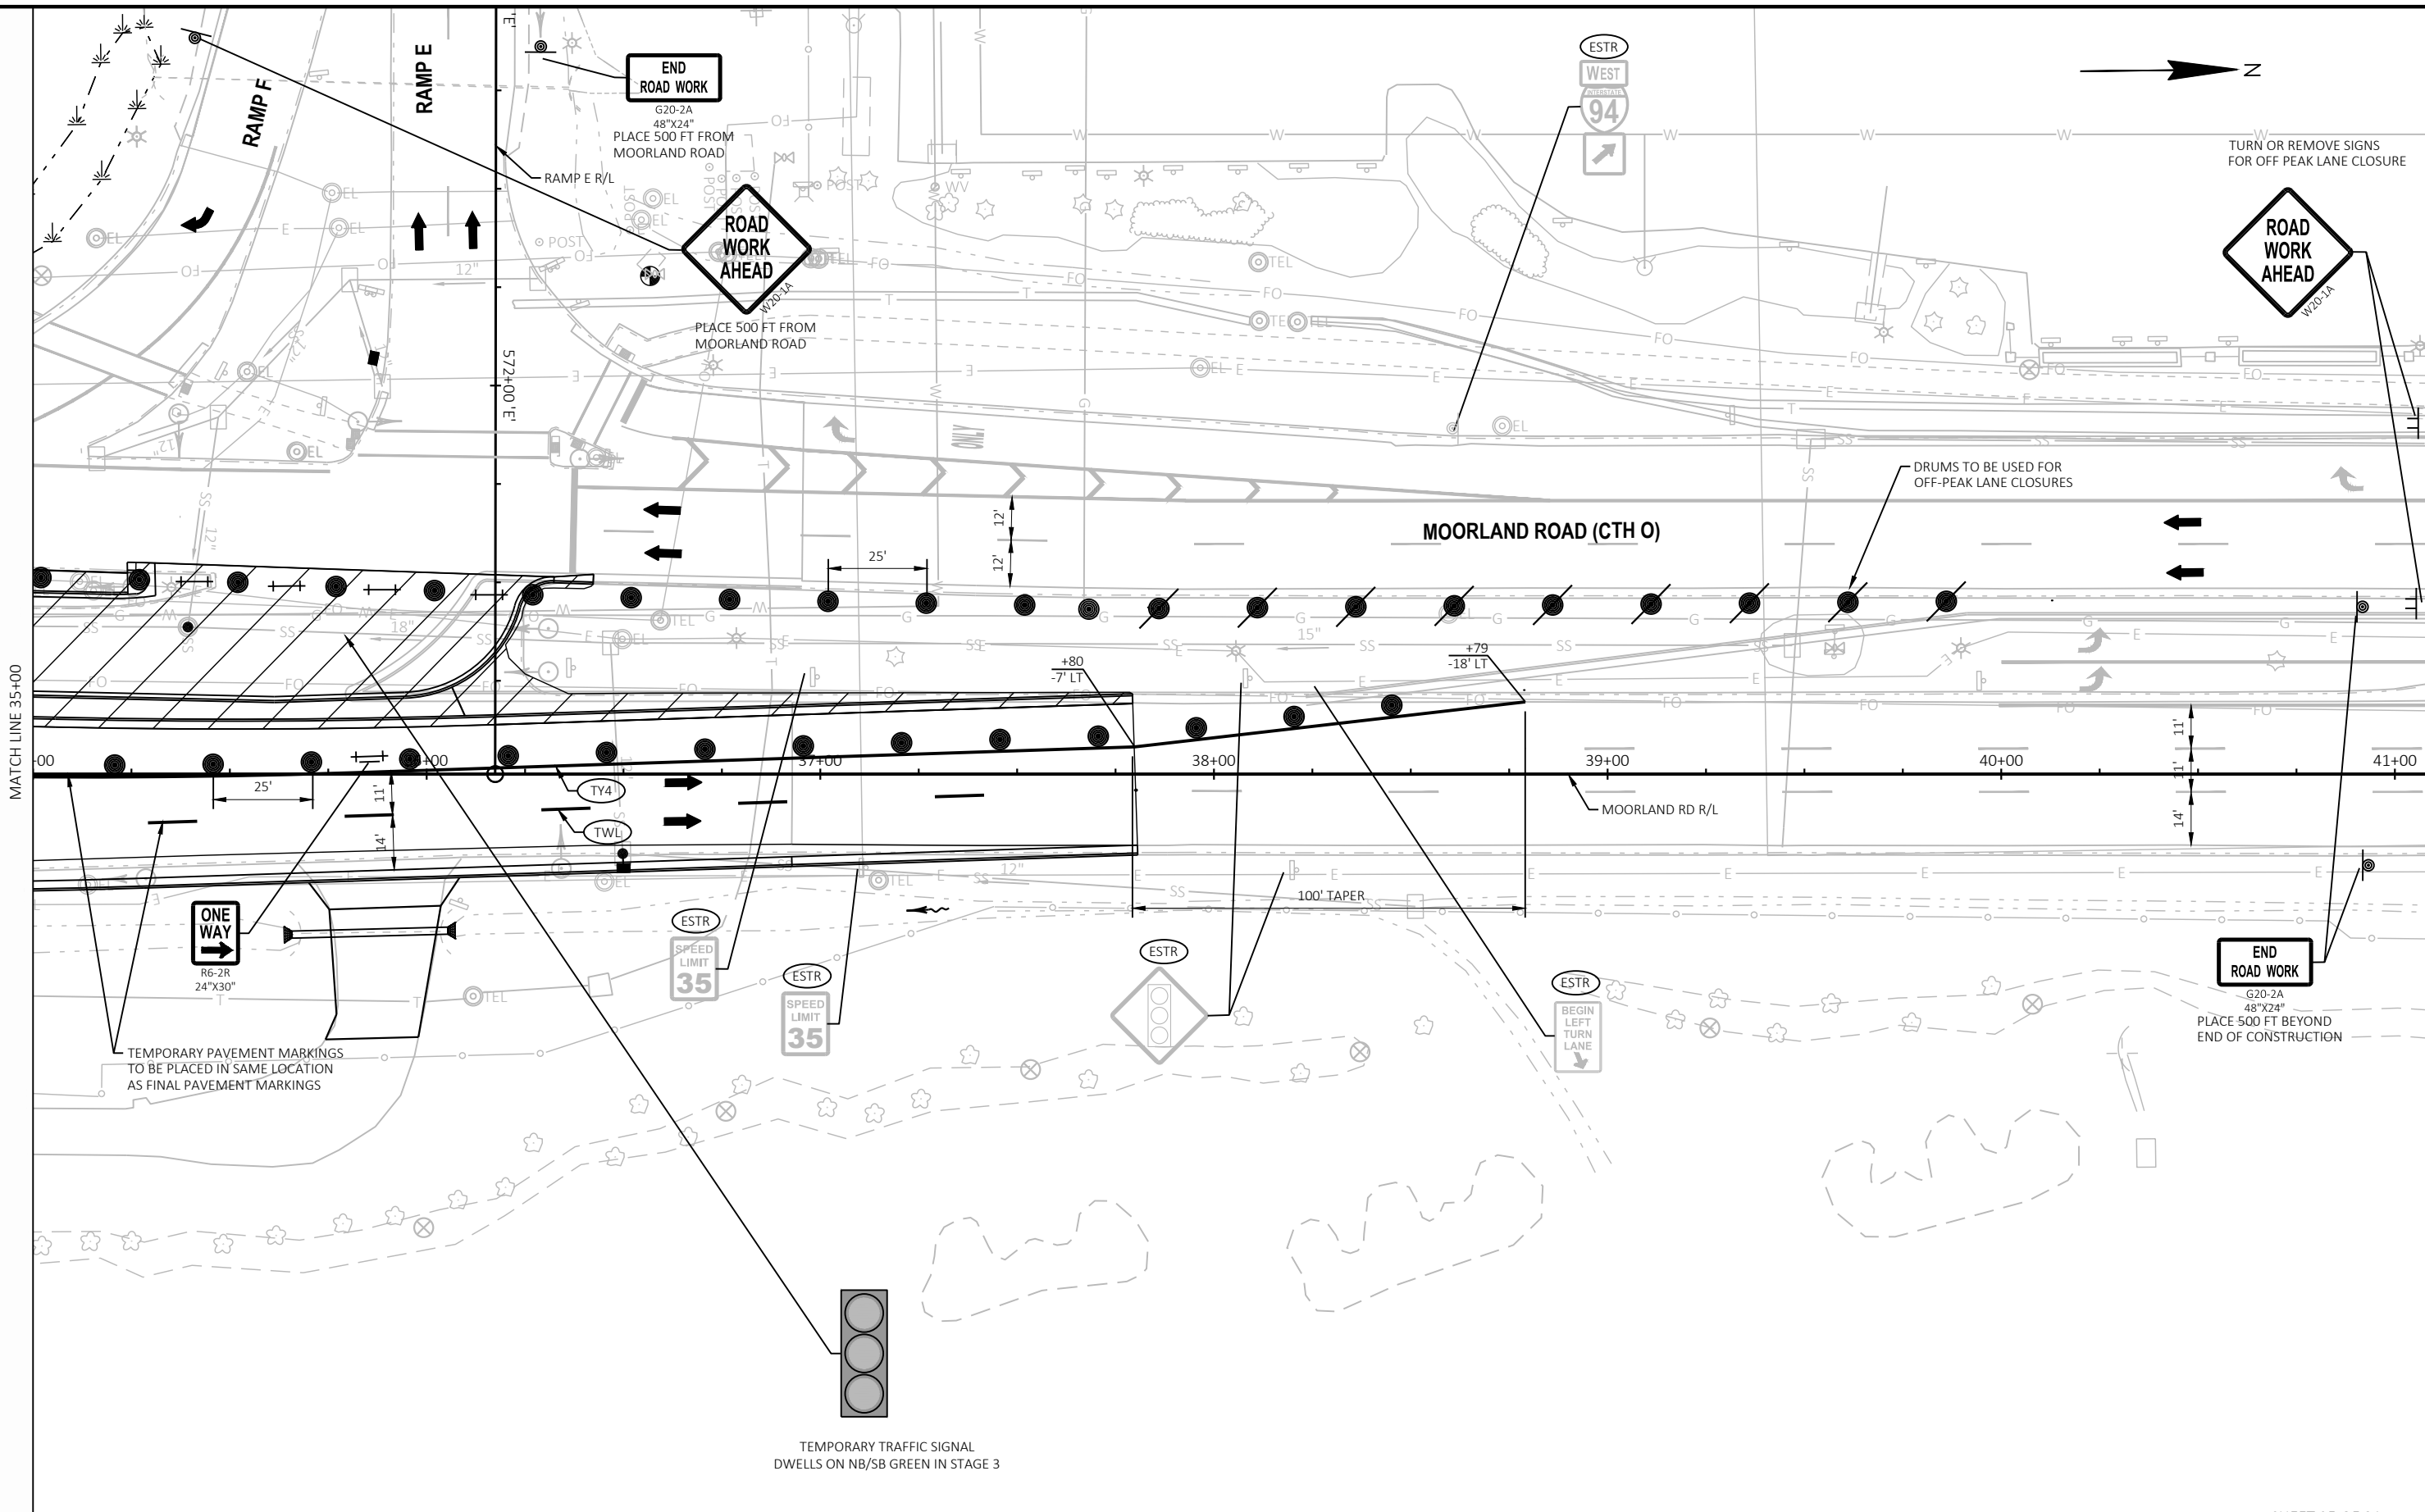 'E'
RAMP F
RAMP E
END
ROAD WORK
G20-2A
48"X24"
PLACE 500 FT FROM
MOORLAND ROAD
RAMP E R/L
ROAD
WORK
AHEAD
W20-1A
PLACE 500 FT FROM
MOORLAND ROAD
572+00 'E'
ESTR
WEST
INTERSTATE
94
N
TURN OR REMOVE SIGNS
FOR OFF PEAK LANE CLOSURE
ROAD
WORK
AHEAD
W20-1A
DRUMS TO BE USED FOR
OFF-PEAK LANE CLOSURES
MOORLAND ROAD (CTH O)
12'
12'
25'
18"
15"
12"
+80
-7' LT
+79
-18' LT
MATCH LINE 35+00
37+00
38+00
39+00
40+00
41+00
25'
11'
14'
TY4
TWL
MOORLAND RD R/L
11'
11'
14'
100' TAPER
12"
ONE
WAY
R6-2R
24"X30"
ESTR
SPEED
LIMIT
35
ESTR
SPEED
LIMIT
35
ESTR
ESTR
BEGIN
LEFT
TURN
LANE
END
ROAD WORK
G20-2A
48"X24"
PLACE 500 FT BEYOND
END OF CONSTRUCTION
TEMPORARY PAVEMENT MARKINGS
TO BE PLACED IN SAME LOCATION
AS FINAL PAVEMENT MARKINGS
TEMPORARY TRAFFIC SIGNAL
DWELLS ON NB/SB GREEN IN STAGE 3